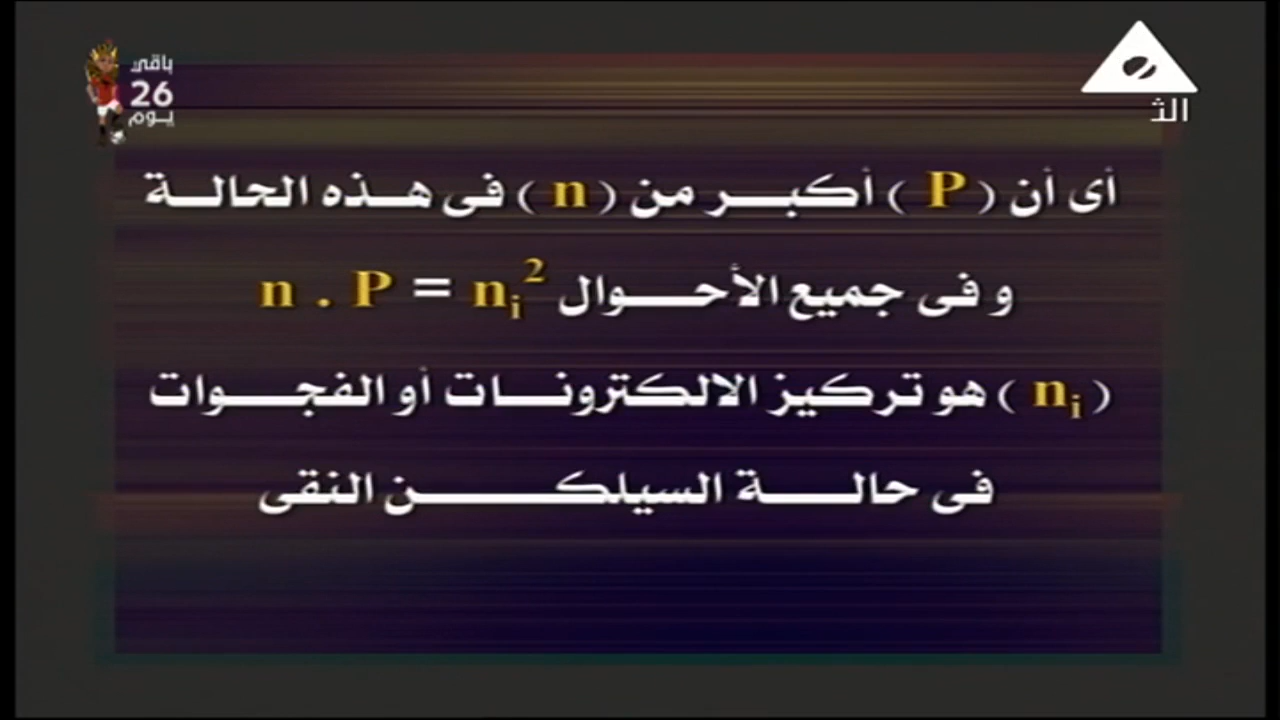 باقي
26
يوم
الث
أى أن ( P ) أكبر من ( n ) فى هذه الحالة
و فى جميع الأحوال n . P = nᵢ²
( nᵢ ) هو تركيز الالكترونات أو الفجوات
فى حالة السيلكن النقى